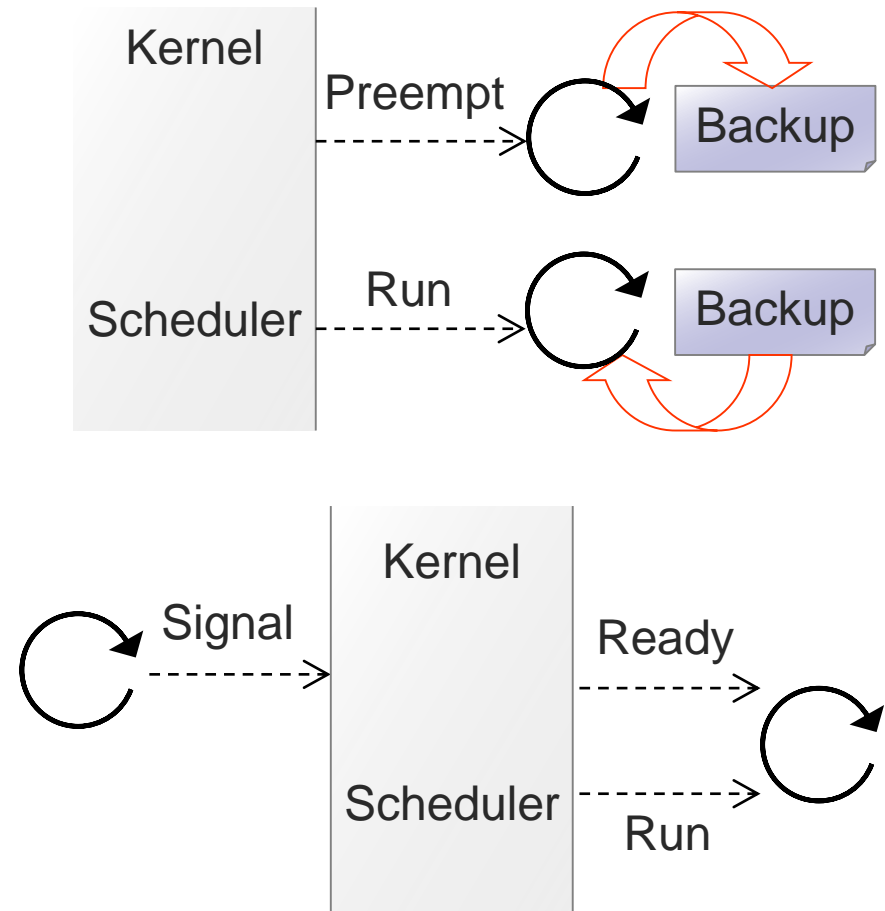 Kernel
Preempt
Backup
Run
Backup
Scheduler
Kernel
Signal
Ready
Scheduler
Run